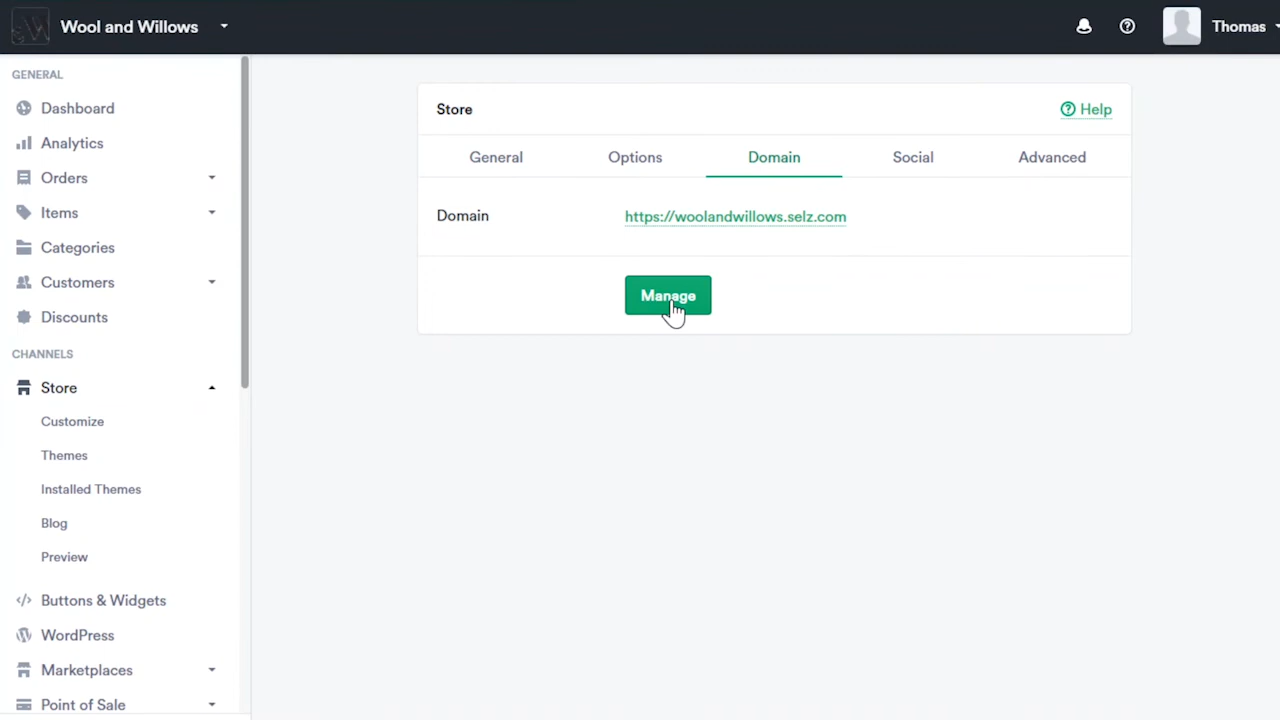 Wool and Willows
Thomas
GENERAL
Dashboard
Analytics
Orders
Items
Categories
Customers
Discounts
CHANNELS
Store
Customize
Themes
Installed Themes
Blog
Preview
Buttons & Widgets
WordPress
Marketplaces
Point of Sale
Store
Help
General Options Domain Social Advanced
Domain https://woolandwillows.selz.com
Manage